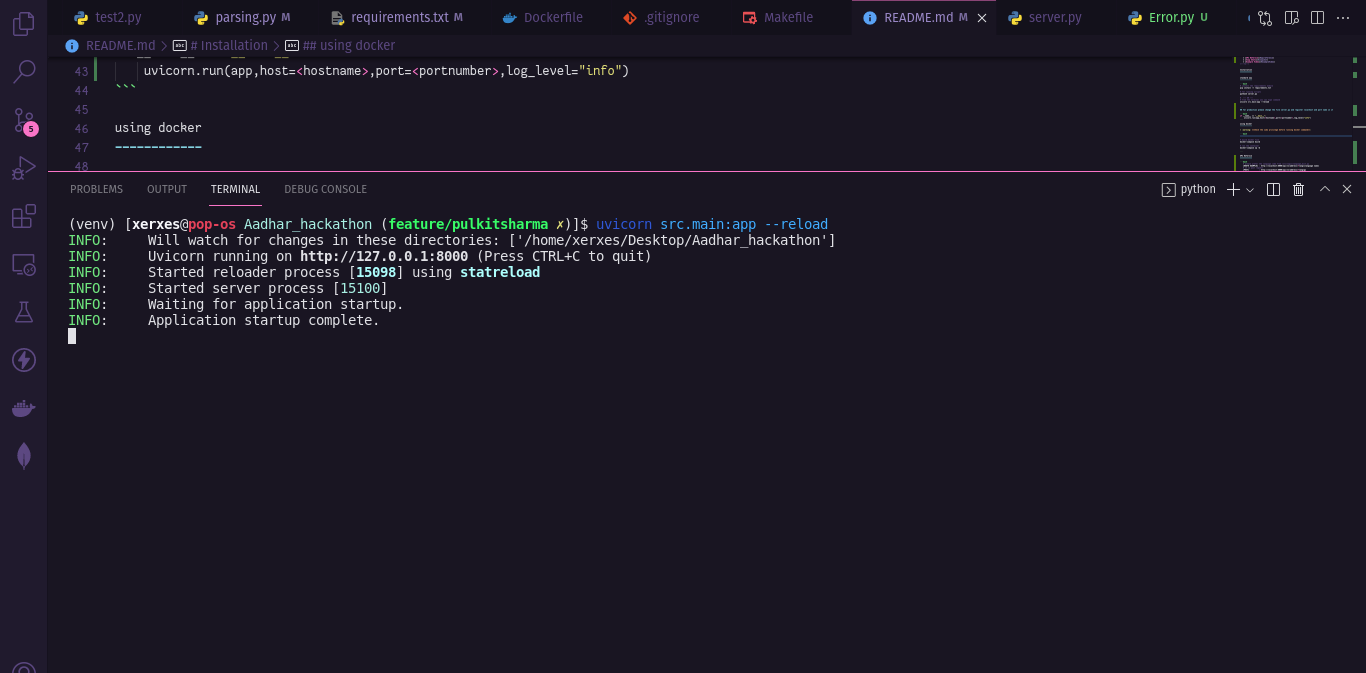 test2.py
parsing.py M
requirements.txt M
Dockerfile
.gitignore
Makefile
README.md M
server.py
Error.py U
README.md > # Installation > ## using docker
43 uvicorn.run(app,host=<hostname>,port=<portnumber>,log_level="info")
44 ```
45
46 using docker
47 ------------
48
5
PROBLEMS OUTPUT TERMINAL DEBUG CONSOLE
python
(venv) [xerxes@pop-os Aadhar_hackathon (feature/pulkitsharma ✗)]$ uvicorn src.main:app --reload
INFO: Will watch for changes in these directories: ['/home/xerxes/Desktop/Aadhar_hackathon']
INFO: Uvicorn running on http://127.0.0.1:8000 (Press CTRL+C to quit)
INFO: Started reloader process [15098] using statreload
INFO: Started server process [15100]
INFO: Waiting for application startup.
INFO: Application startup complete.